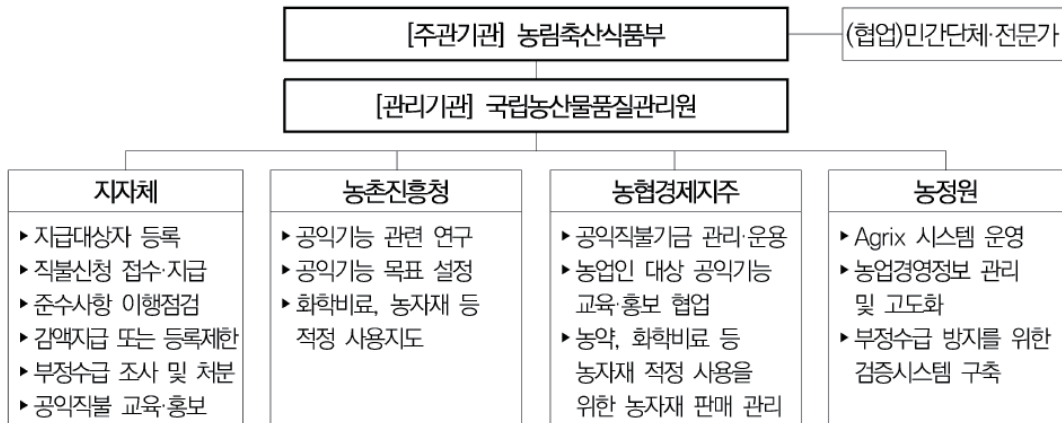 [주관기관] 농림축산식품부
(협업)민간단체·전문가
[관리기관] 국립농산물품질관리원
지자체
▸지급대상자 등록
▸직불신청 접수·지급
▸준수사항 이행점검
▸감액지급 또는 등록제한
▸부정수급 조사 및 처분
▸공익직불 교육·홍보
농촌진흥청
▸공익기능 관련 연구
▸공익기능 목표 설정
▸화학비료, 농자재 등
적정 사용지도
농협경제지주
▸공익직불기금 관리·운용
▸농업인 대상 공익기능
교육·홍보 협업
▸농약, 화학비료 등
농자재 적정 사용을
위한 농자재 판매 관리
농정원
▸Agrix 시스템 운영
▸농업경영정보 관리
및 고도화
▸부정수급 방지를 위한
검증시스템 구축